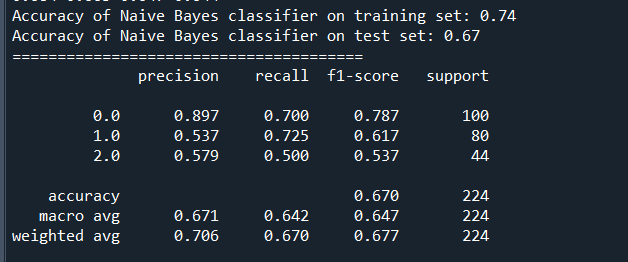 Accuracy of Naive Bayes classifier on training set: 0.74
Accuracy of Naive Bayes classifier on test set: 0.67
=======================================
precision recall f1-score support
0.0 0.897 0.700 0.787 100
1.0 0.537 0.725 0.617 80
2.0 0.579 0.500 0.537 44
accuracy 0.670 224
macro avg 0.671 0.642 0.647 224
weighted avg 0.706 0.670 0.677 224